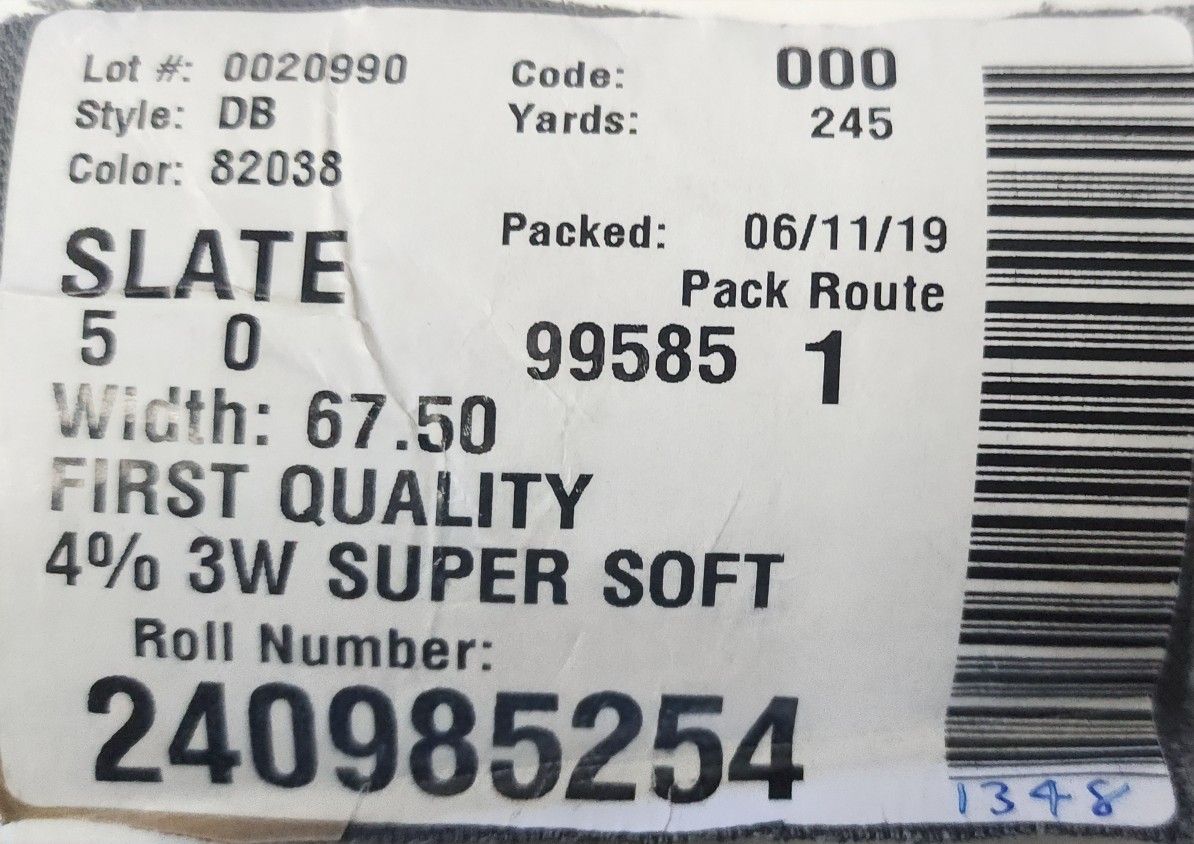 Lot #: 0020990 Code: 000
Style: DB Yards: 245
Color: 82038
SLATE Packed: 06/11/19
Pack Route
5 0 99585 1
Width: 67.50
FIRST QUALITY
4% 3W SUPER SOFT
Roll Number:
240985254
1348